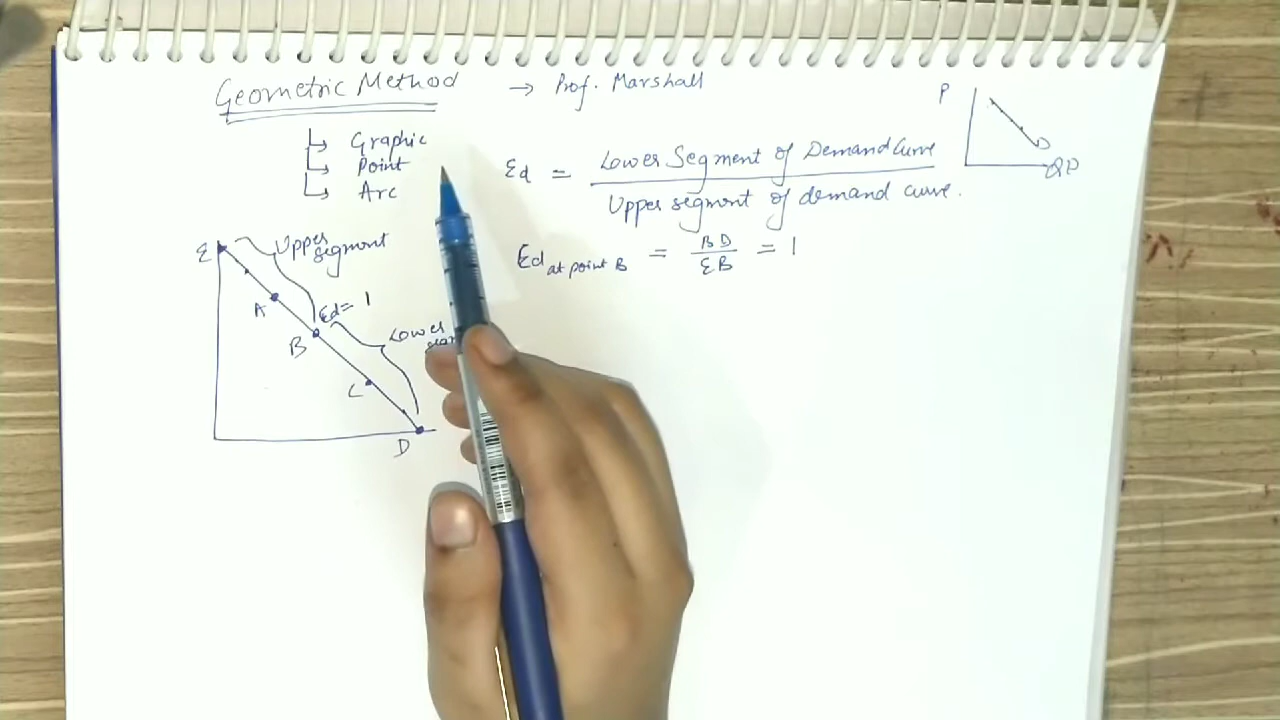 Geometric Method → Prof. Marshall
↳ Graphic
↳ Point
↳ Arc
Ed = Lower Segment of Demand Curve
Upper segment of demand curve.
Ed at point B = BD / EB = 1
P
D
QD
E
Upper segment
A
Ed = 1
B
Lower
C
D